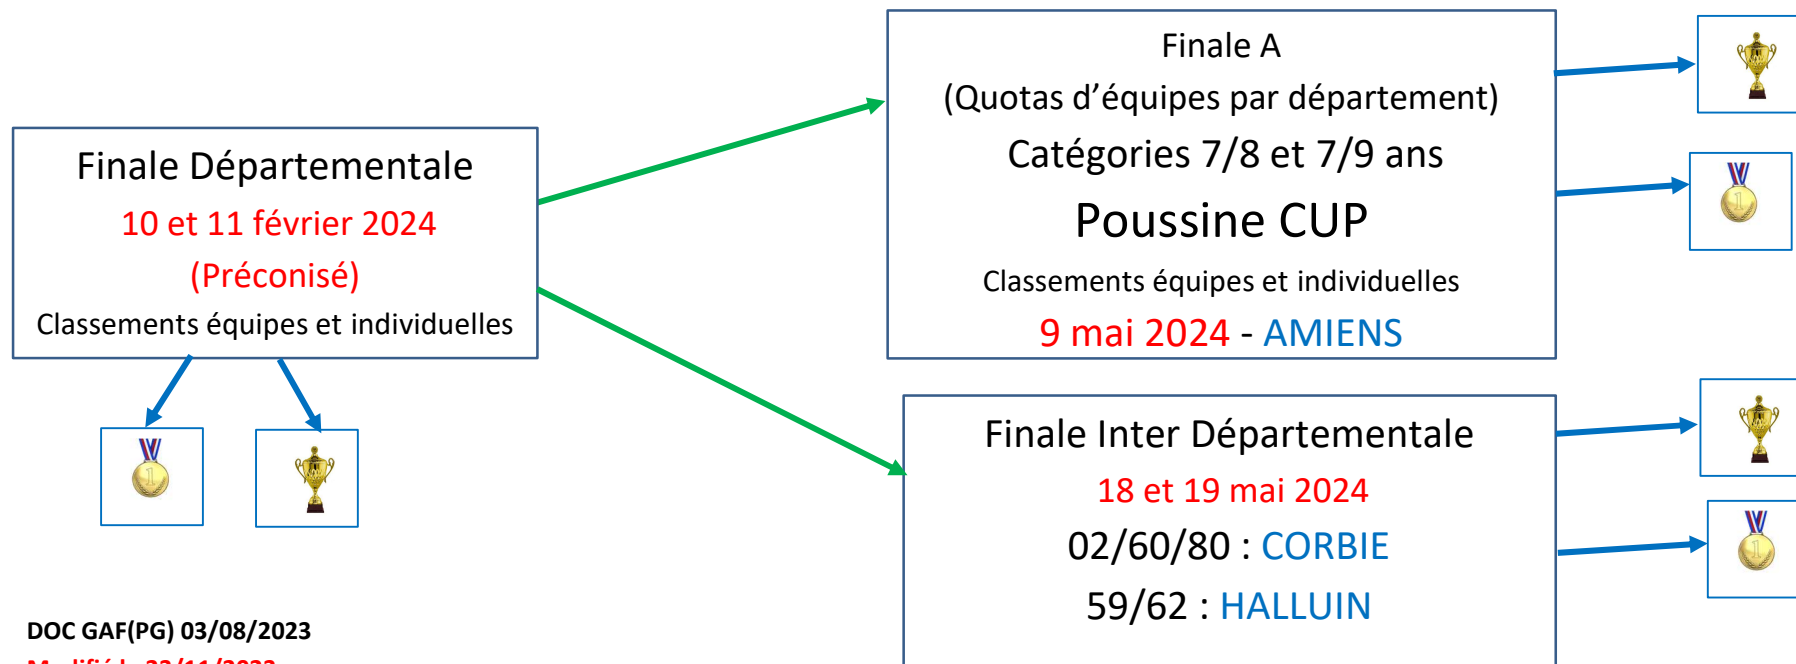 Finale Départementale
10 et 11 février 2024
(Préconisé)
Classements équipes et individuelles
Finale A
(Quotas d'équipes par département)
Catégories 7/8 et 7/9 ans
Poussine CUP
Classements équipes et individuelles
9 mai 2024 - AMIENS
Finale Inter Départementale
18 et 19 mai 2024
02/60/80 : CORBIE
59/62 : HALLUIN
DOC GAF(PG) 03/08/2023